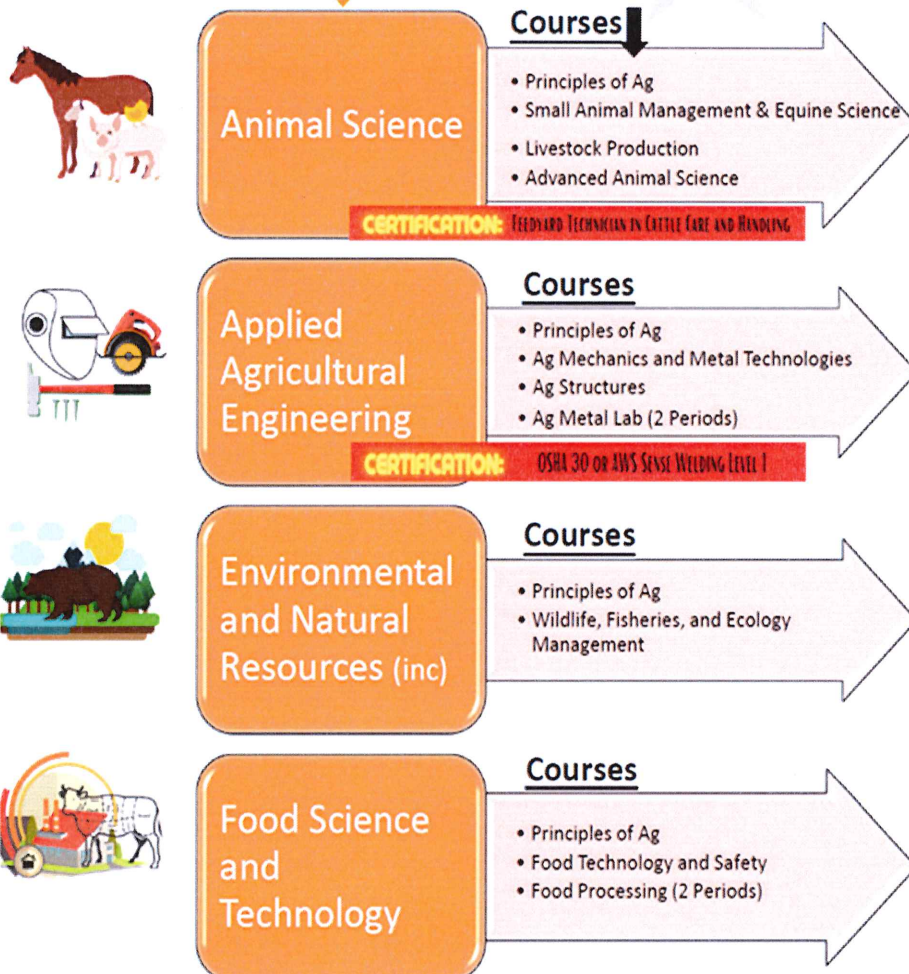 Animal Science
Courses
• Principles of Ag
• Small Animal Management & Equine Science
• Livestock Production
• Advanced Animal Science
CERTIFICATION: FEEDYARD TECHNICIAN IN CATTLE CARE AND HANDLING
Applied
Agricultural
Engineering
Courses
• Principles of Ag
• Ag Mechanics and Metal Technologies
• Ag Structures
• Ag Metal Lab (2 Periods)
CERTIFICATION: OSHA 30 OR AWS SENSE WELDING LEVEL 1
Environmental
and Natural
Resources (inc)
Courses
• Principles of Ag
• Wildlife, Fisheries, and Ecology
Management
Food Science
and
Technology
Courses
• Principles of Ag
• Food Technology and Safety
• Food Processing (2 Periods)